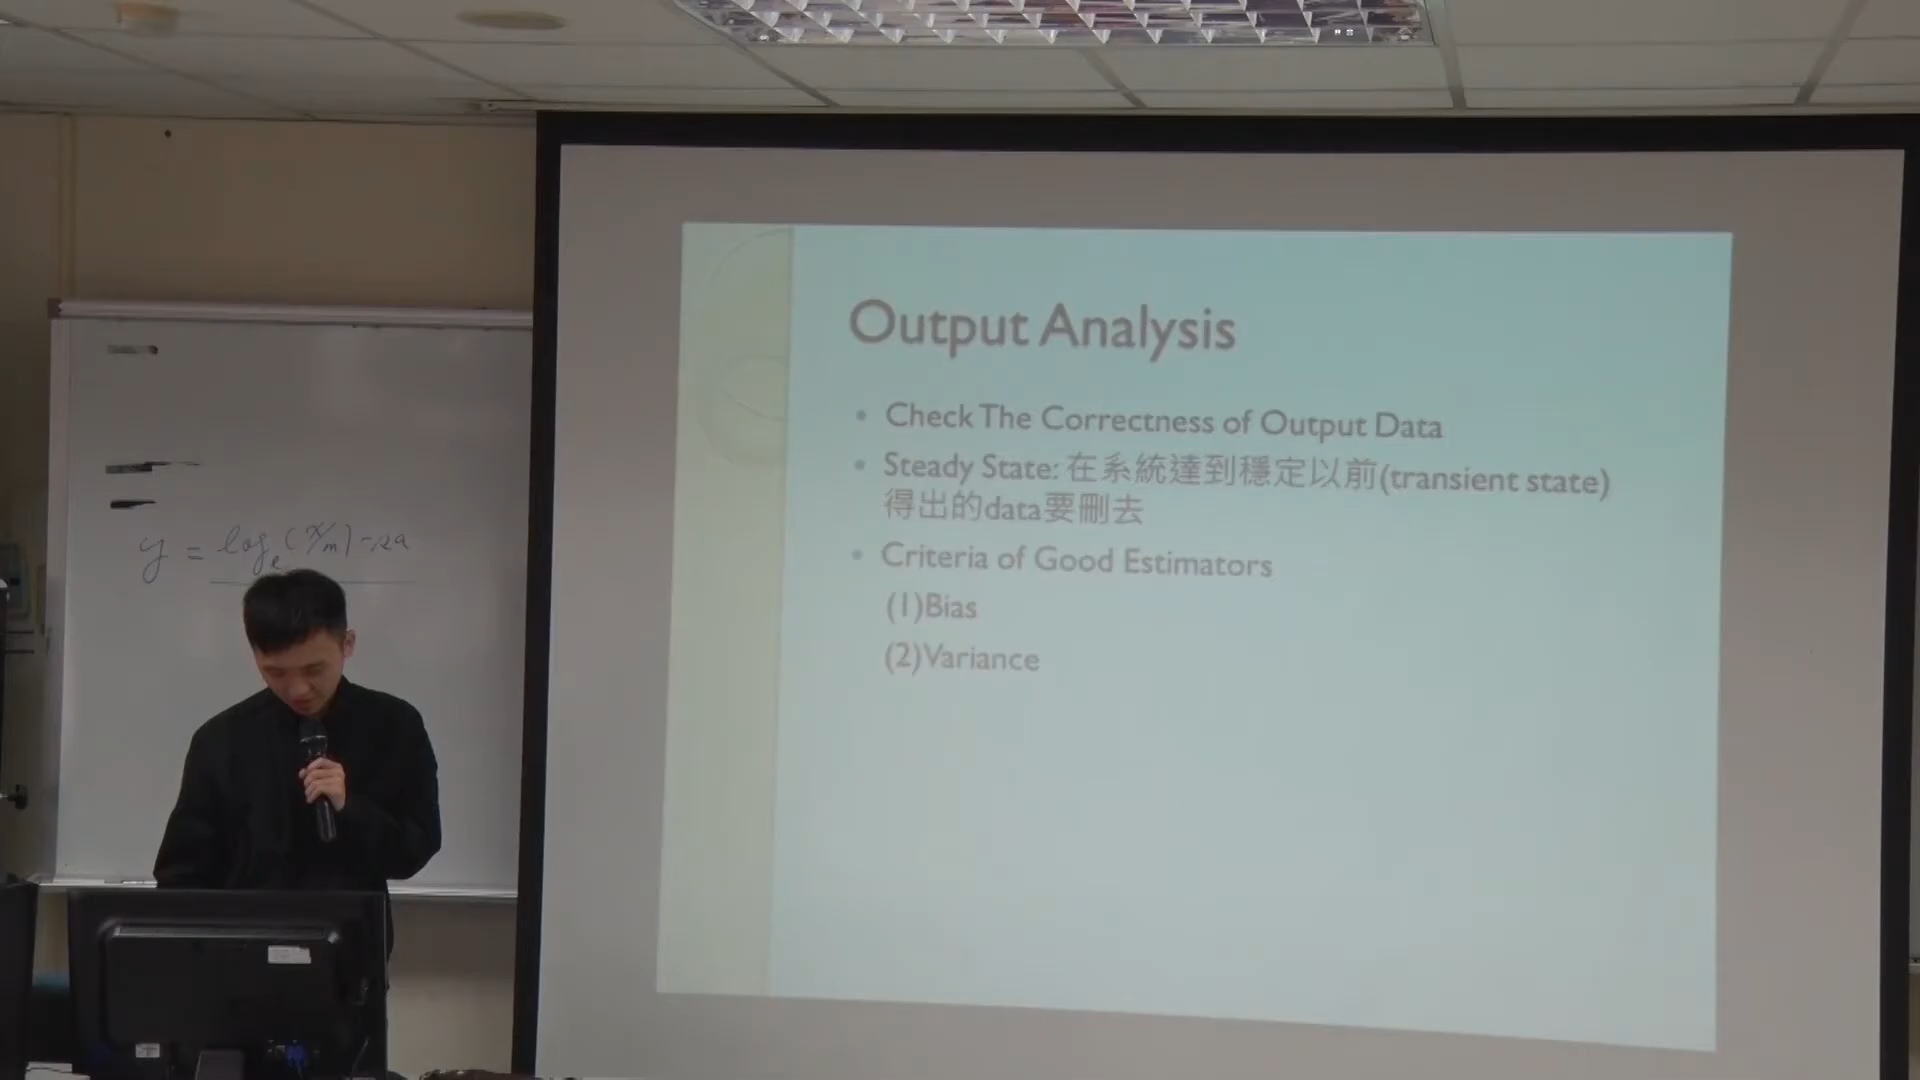 Output Analysis
• Check The Correctness of Output Data
• Steady State: 在系統達到穩定以前(transient state)
得出的data要刪去
• Criteria of Good Estimators
(1)Bias
(2)Variance
y = logₑ(x/m)-ra